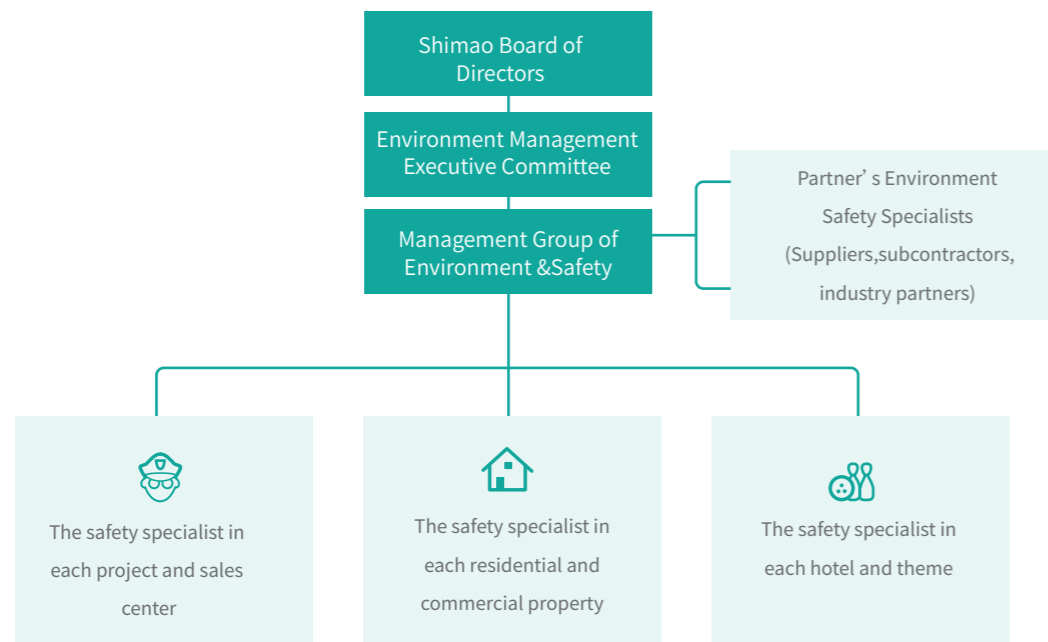 Shimao Board of
Directors
Environment Management
Executive Committee
Management Group of
Environment &Safety
Partner’ s Environment
Safety Specialists
(Suppliers,subcontractors,
industry partners)
The safety specialist in
each project and sales
center
The safety specialist in
each residential and
commercial property
The safety specialist in
each hotel and theme